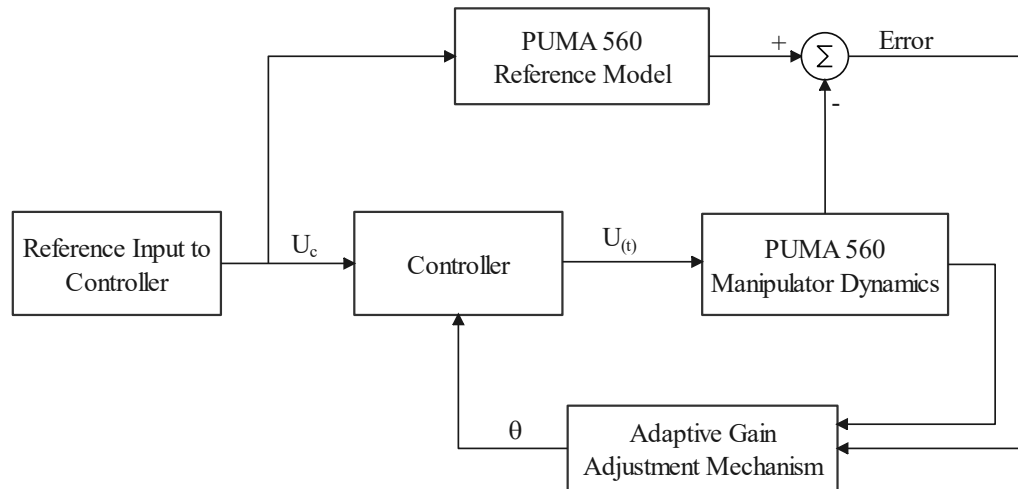 PUMA 560
Reference Model
+
Σ
Error
-
Reference Input to
Controller
Uc
Controller
U(t)
PUMA 560
Manipulator Dynamics
θ
Adaptive Gain
Adjustment Mechanism